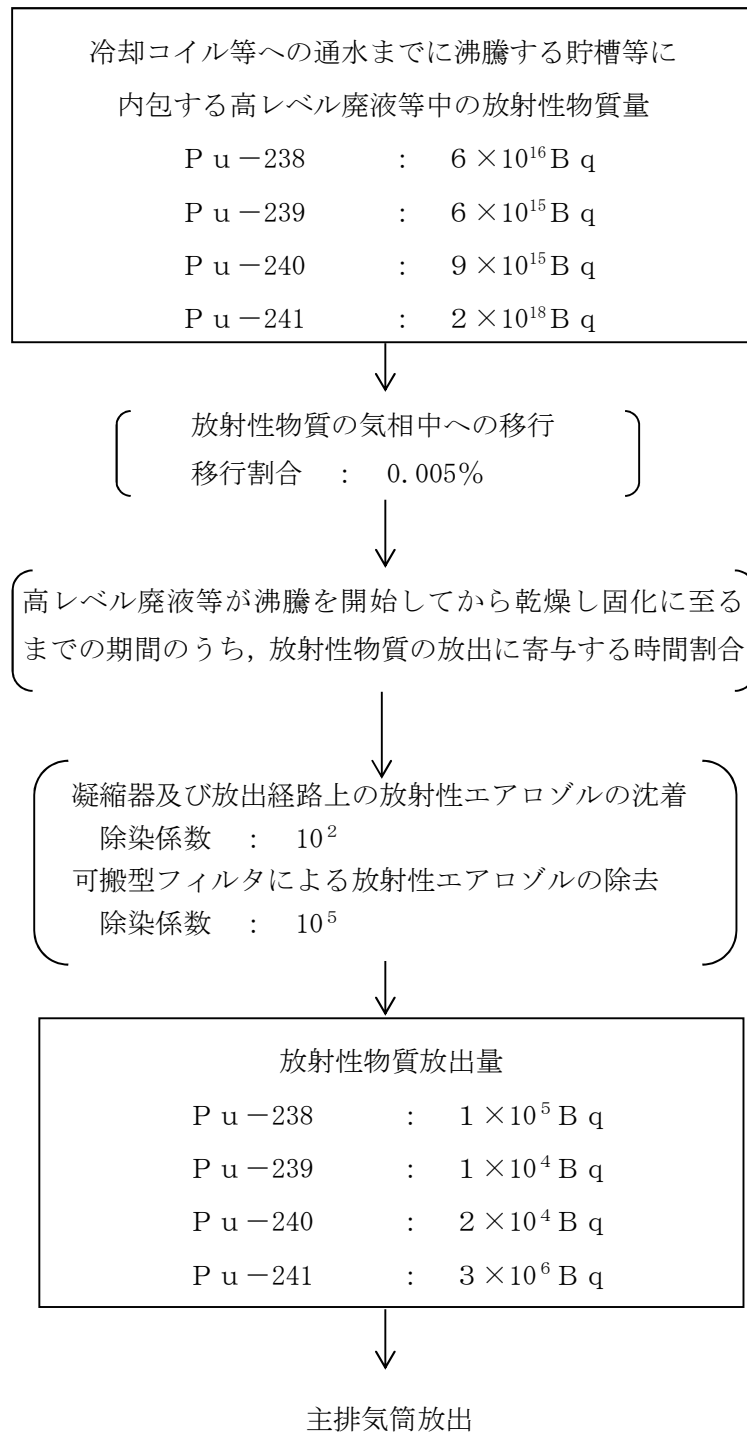 冷却コイル等への通水までに沸騰する貯槽等に
内包する高レベル廃液等中の放射性物質量
Ｐｕ－238 : 6×10¹⁶Ｂｑ
Ｐｕ－239 : 6×10¹⁵Ｂｑ
Ｐｕ－240 : 9×10¹⁵Ｂｑ
Ｐｕ－241 : 2×10¹⁸Ｂｑ
放射性物質の気相中への移行
移行割合 : 0.005％
高レベル廃液等が沸騰を開始してから乾燥し固化に至る
までの期間のうち，放射性物質の放出に寄与する時間割合
凝縮器及び放出経路上の放射性エアロゾルの沈着
除染係数 : 10²
可搬型フィルタによる放射性エアロゾルの除去
除染係数 : 10⁵
放射性物質放出量
Ｐｕ－238 : 1×10⁵Ｂｑ
Ｐｕ－239 : 1×10⁴Ｂｑ
Ｐｕ－240 : 2×10⁴Ｂｑ
Ｐｕ－241 : 3×10⁶Ｂｑ
主排気筒放出